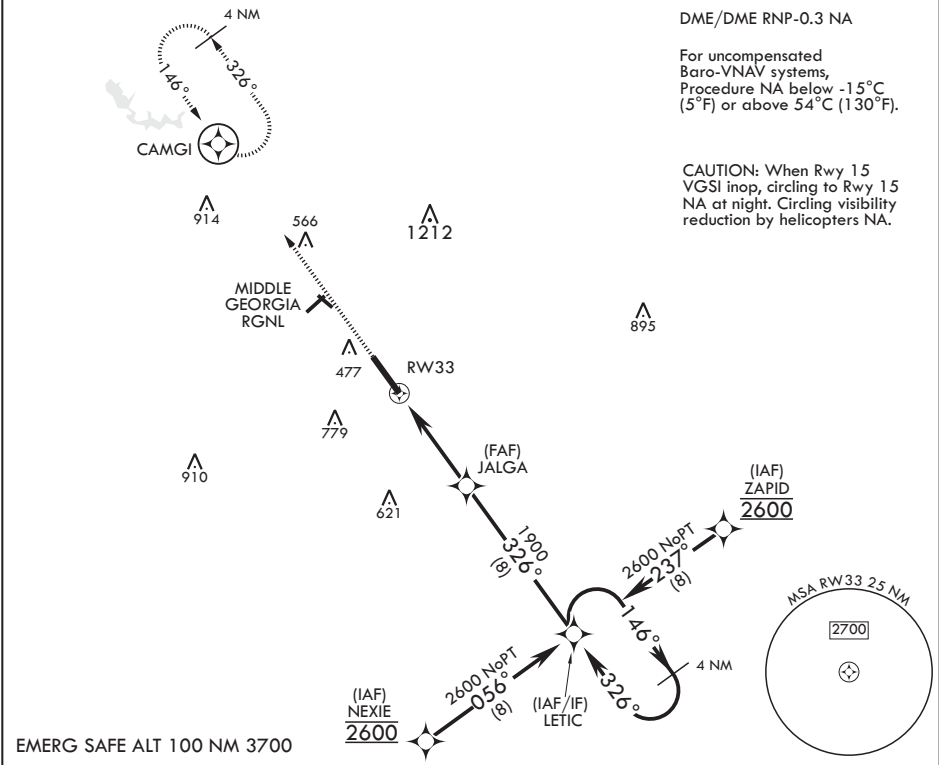 4 NM
326°
146°
CAMGI
DME/DME RNP-0.3 NA
For uncompensated
Baro-VNAV systems,
Procedure NA below -15°C
(5°F) or above 54°C (130°F).
CAUTION: When Rwy 15
VGSI inop, circling to Rwy 15
NA at night. Circling visibility
reduction by helicopters NA.
914
566
1212
MIDDLE
GEORGIA
RGNL
895
477
RW33
779
910
621
(FAF)
JALGA
(IAF)
ZAPID
2600
1900
326°
(8)
2600 NoPT
237°
(8)
146°
4 NM
326°
2600 NoPT
056°
(8)
(IAF/IF)
LETIC
(IAF)
NEXIE
2600
MSA RW33 25 NM
2700
EMERG SAFE ALT 100 NM 3700